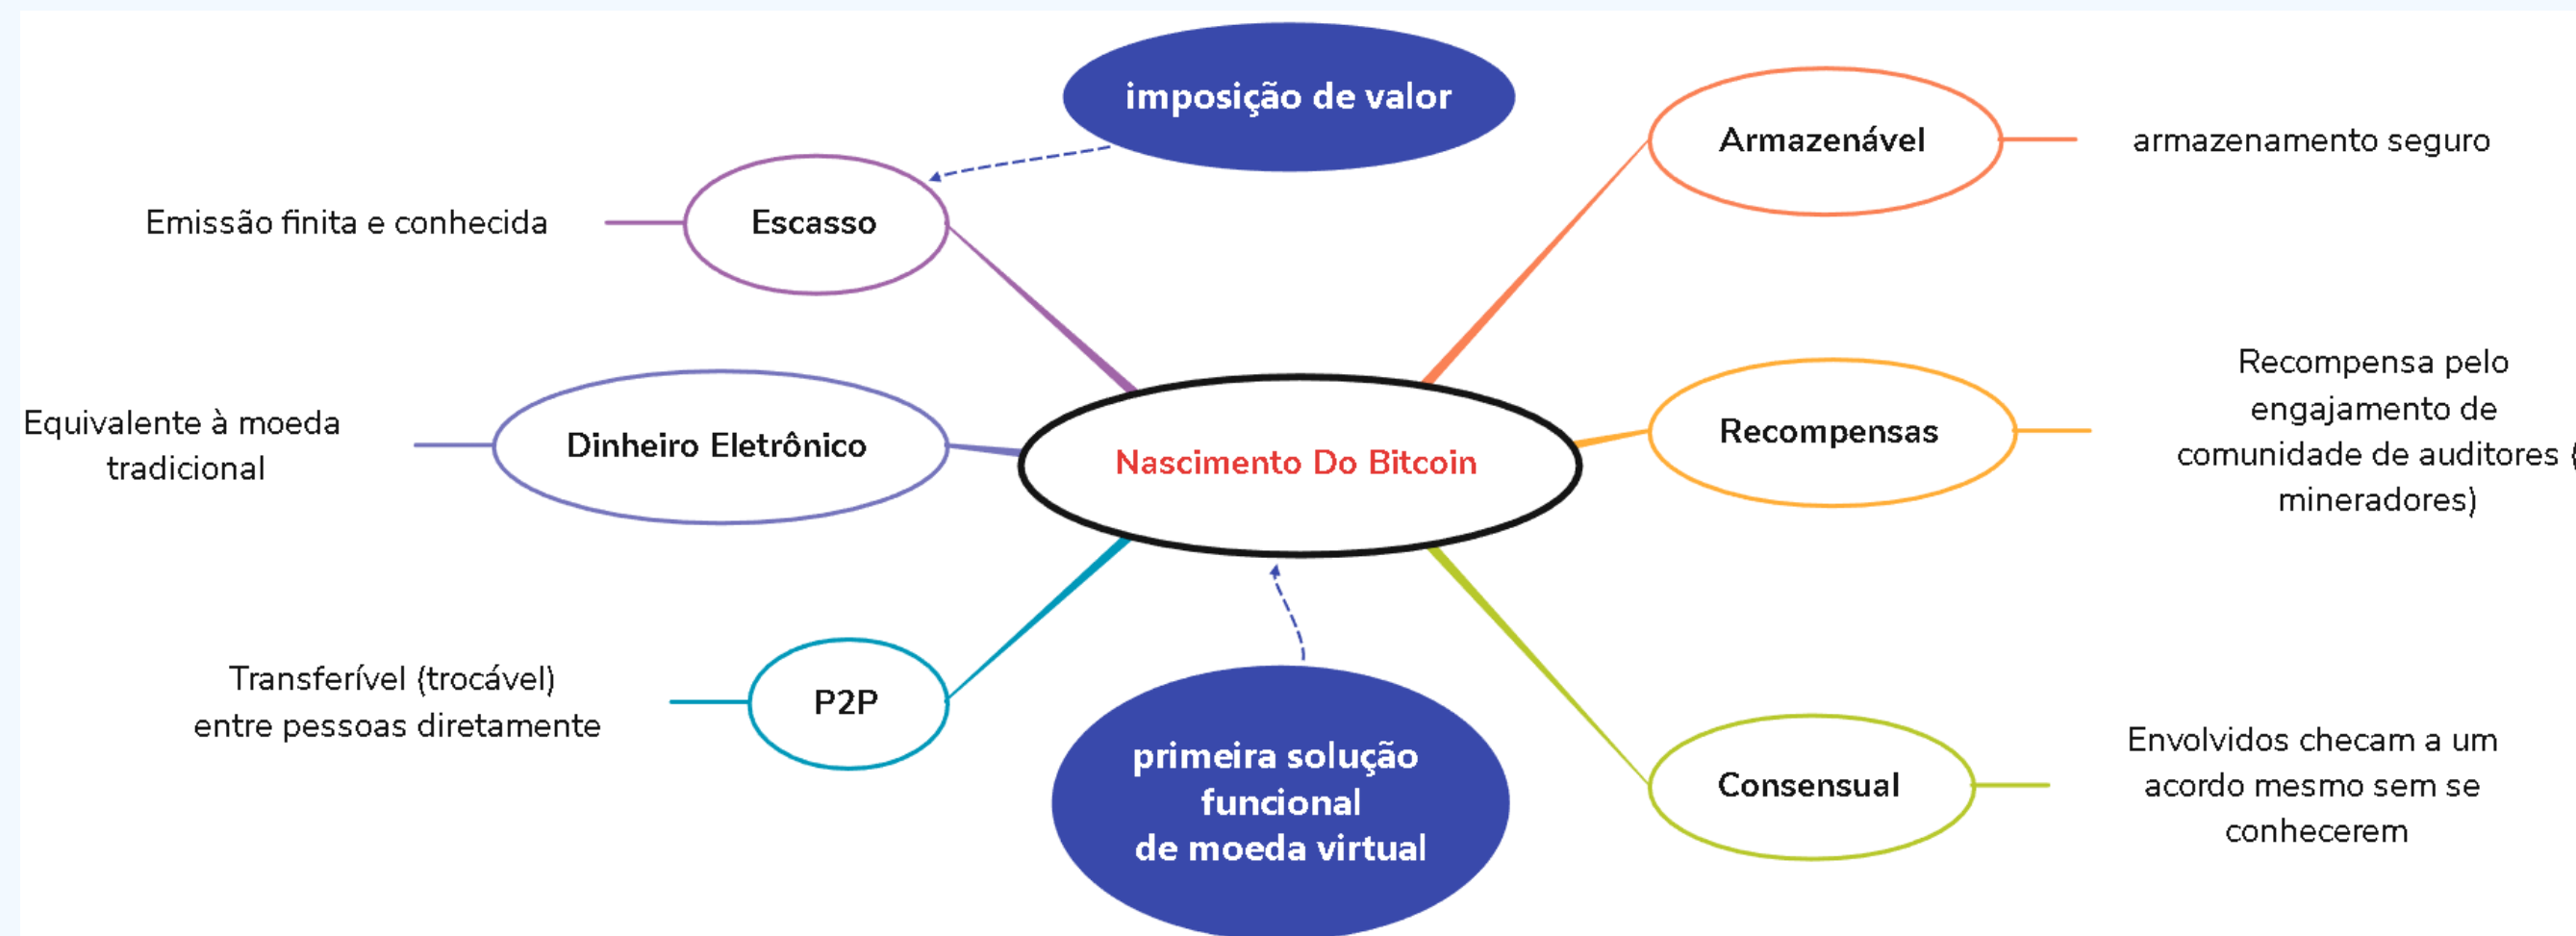 imposição de valor
Escasso
Emissão finita e conhecida
Dinheiro Eletrônico
Equivalente à moeda
tradicional
P2P
Transferível (trocável)
entre pessoas diretamente
Nascimento Do Bitcoin
primeira solução
funcional
de moeda virtual
Armazenável
armazenamento seguro
Recompensas
Recompensa pelo
engajamento de
comunidade de auditores (
mineradores)
Consensual
Envolvidos checam a um
acordo mesmo sem se
conhecerem